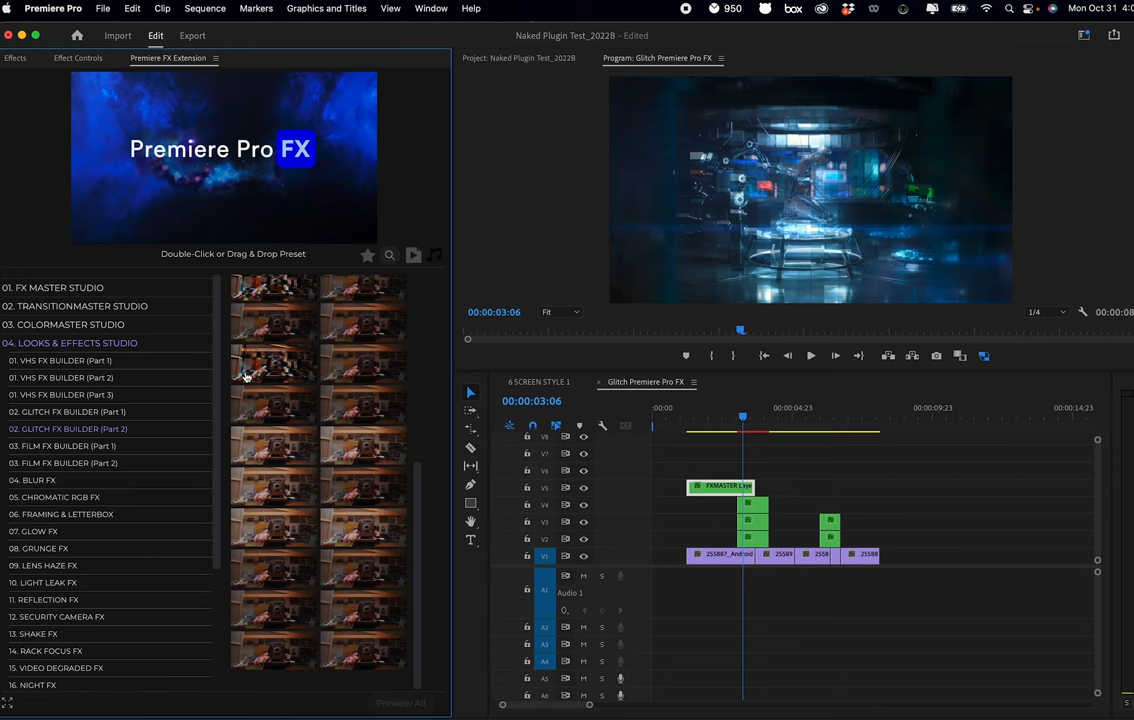 Premiere Pro File Edit Clip Sequence Markers Graphics and Titles View Window Help 950 box Mon Oct 31 4:0
Import Edit Export Naked Plugin Test_2022B - Edited
Effects Effect Controls Premiere FX Extension
Project: Naked Plugin Test_2022B Program: Glitch Premiere Pro FX
Premiere Pro FX
Double-Click or Drag & Drop Preset
01. FX MASTER STUDIO
02. TRANSITIONMASTER STUDIO
03. COLORMASTER STUDIO
04. LOOKS & EFFECTS STUDIO
01. VHS FX BUILDER (Part 1)
01. VHS FX BUILDER (Part 2)
01. VHS FX BUILDER (Part 3)
02. GLITCH FX BUILDER (Part 1)
02. GLITCH FX BUILDER (Part 2)
03. FILM FX BUILDER (Part 1)
03. FILM FX BUILDER (Part 2)
04. BLUR FX
05. CHROMATIC RGB FX
06. FRAMING & LETTERBOX
07. GLOW FX
08. GRUNGE FX
09. LENS HAZE FX
10. LIGHT LEAK FX
11. REFLECTION FX
12. SECURITY CAMERA FX
13. SHAKE FX
14. RACK FOCUS FX
15. VIDEO DEGRADED FX
16. NIGHT FX
Preview All
00:00:03:06 Fit 1/4 00:00:08
6 SCREEN STYLE 1 × Glitch Premiere Pro FX
00:00:03:06
:00:00 00:00:04:23 00:00:09:23 00:00:14:23
V8
V7
V6
V5 FXMASTER Laye
V4
V3
V2
V1 255887_Android 25589 2558 25588
A1 M S
Audio 1
A2 M S
A3 M S
A4 M S
A5 M S
A6 M S
S